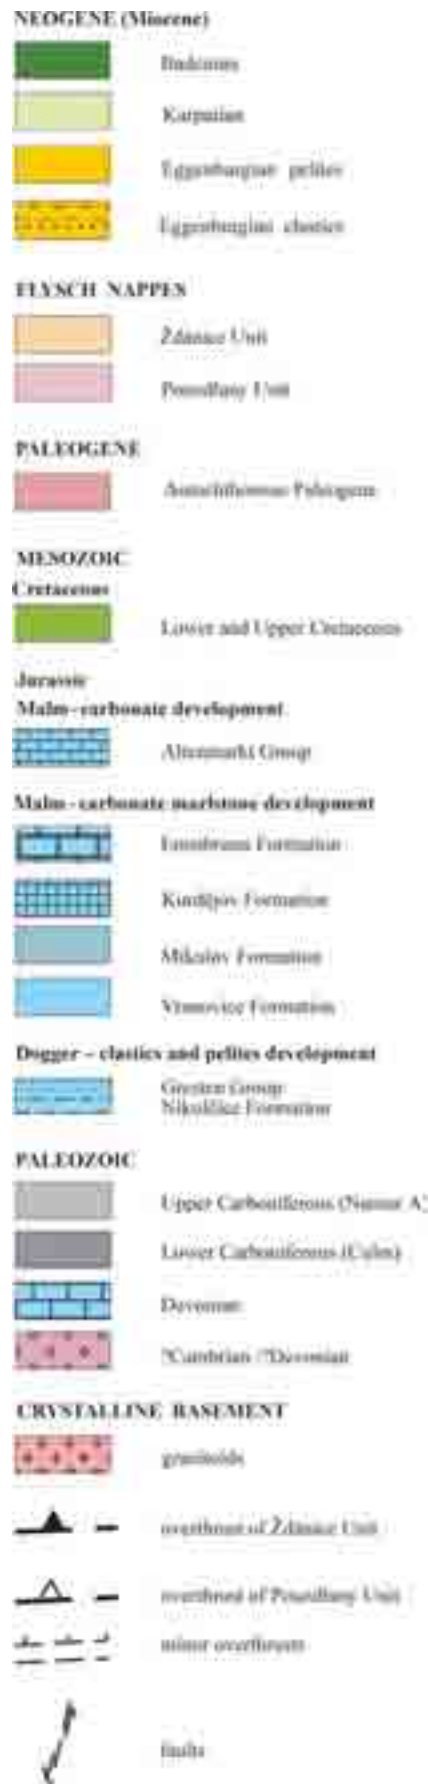 NEOGENE (Miocene)
Badenian
Karpatian
Eggenburgian pelites
Eggenburgian clastics
FLYSCH NAPPES
Ždánice Unit
Pouzdřany Unit
PALEOGENE
Autochthonous Paleogene
MESOZOIC
Cretaceous
Lower and Upper Cretaceous
Jurassic
Malm-carbonate development
Altenmarkt Group
Malm-carbonate marlstone development
Ernstbrunn Formation
Kurdějov Formation
Mikulov Formation
Vranovice Formation
Dogger – clastics and pelites development
Gresten Group
Nikolčice Formation
PALEOZOIC
Upper Carboniferous (Namur A)
Lower Carboniferous (Culm)
Devonian
?Cambrian /?Devonian
CRYSTALLINE BASEMENT
granitoids
overthrust of Ždánice Unit
overthrust of Pouzdřany Unit
minor overthrusts
faults